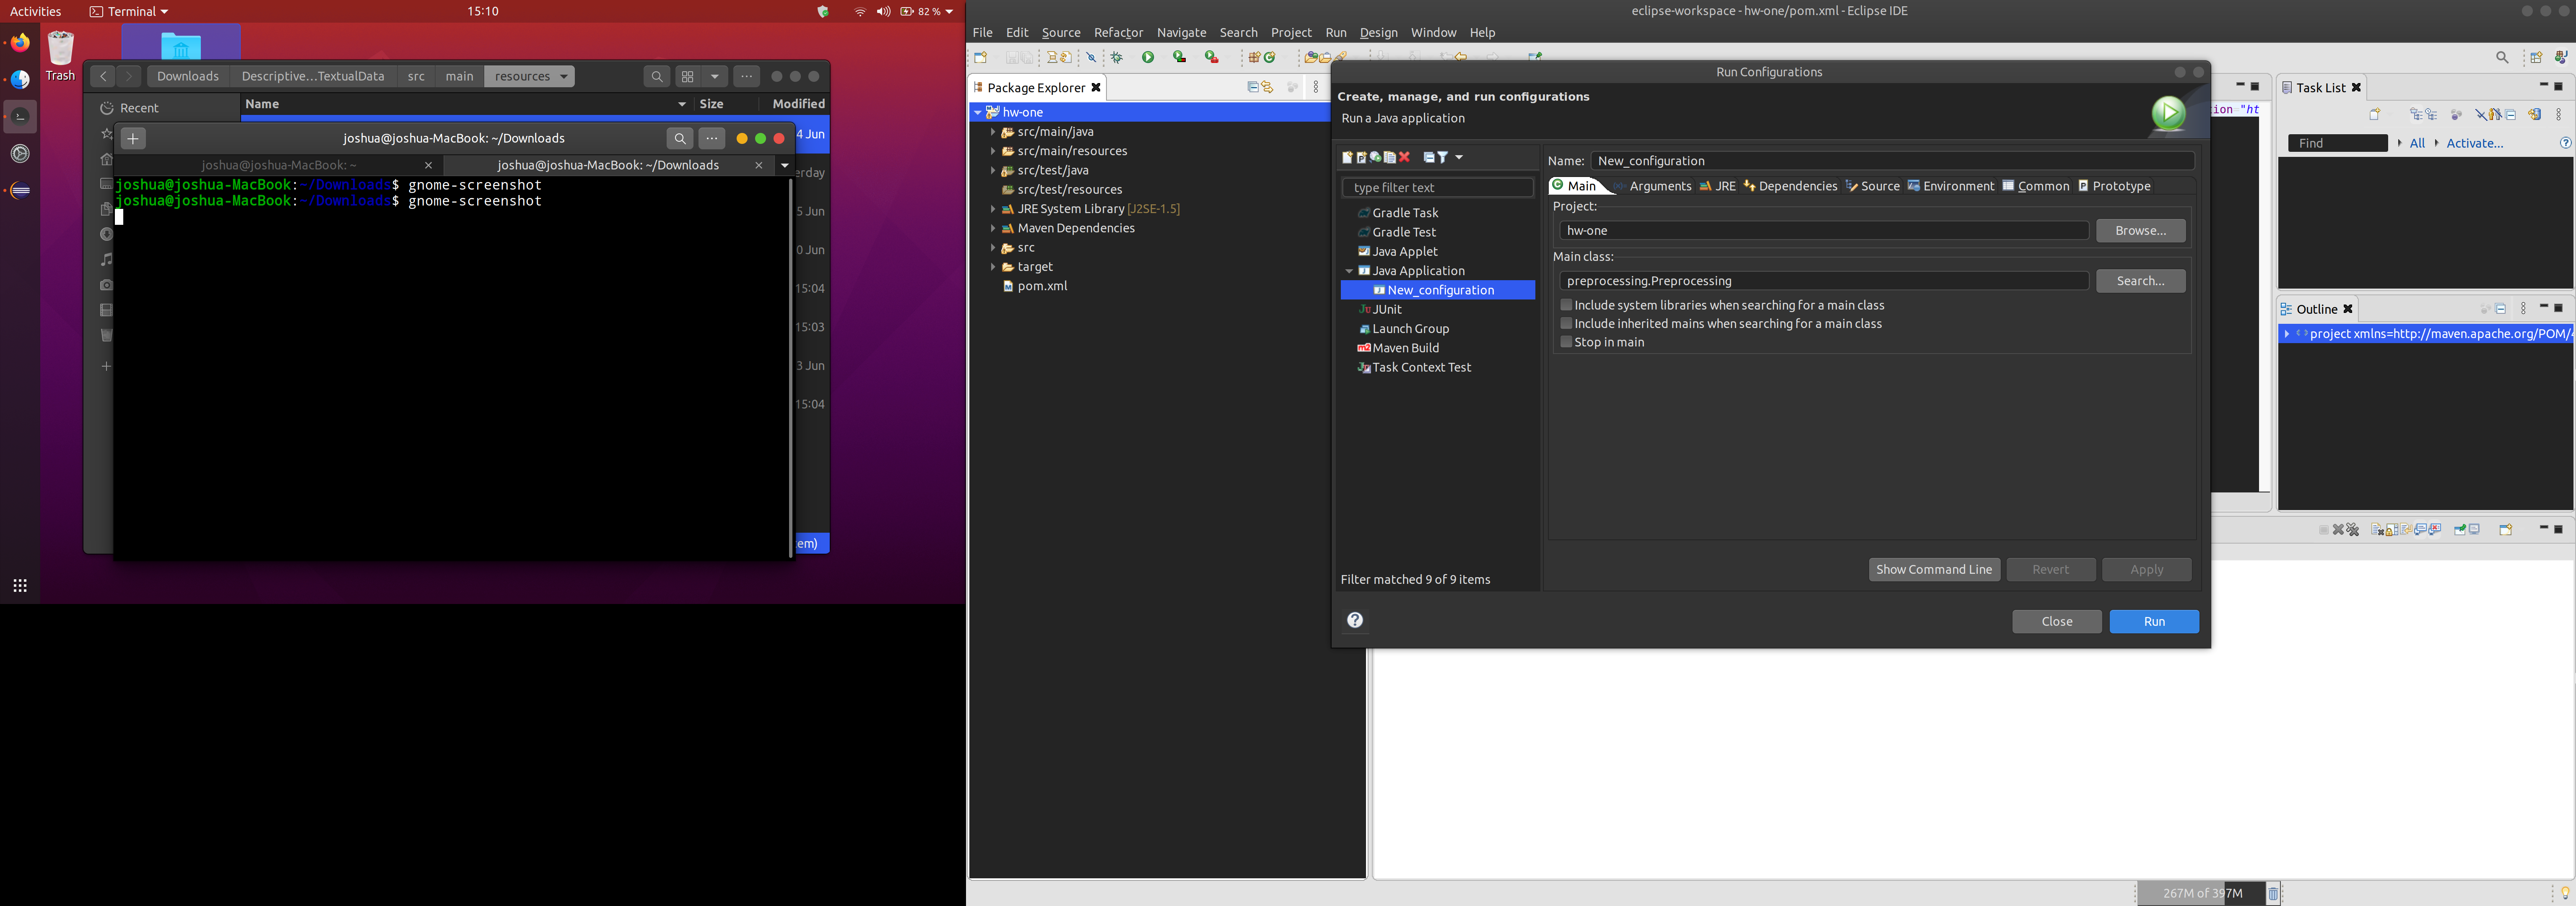 Activities
Terminal
15:10
82 %
Trash
Downloads
Descriptive...TextualData
src
main
resources
Recent
Name
Size
Modified
4 Jun
erday
5 Jun
0 Jun
15:04
15:03
3 Jun
15:04
em)
joshua@joshua-MacBook: ~/Downloads
joshua@joshua-MacBook: ~
joshua@joshua-MacBook: ~/Downloads
joshua@joshua-MacBook:~/Downloads$ gnome-screenshot
joshua@joshua-MacBook:~/Downloads$ gnome-screenshot
eclipse-workspace - hw-one/pom.xml - Eclipse IDE
File Edit Source Refactor Navigate Search Project Run Design Window Help
Package Explorer
hw-one
src/main/java
src/main/resources
src/test/java
src/test/resources
JRE System Library [J2SE-1.5]
Maven Dependencies
src
target
pom.xml
Run Configurations
Create, manage, and run configurations
Run a Java application
type filter text
Gradle Task
Gradle Test
Java Applet
Java Application
New_configuration
JUnit
Launch Group
Maven Build
Task Context Test
Filter matched 9 of 9 items
Name: New_configuration
Main Arguments JRE Dependencies Source Environment Common Prototype
Project:
hw-one
Browse...
Main class:
preprocessing.Preprocessing
Search...
Include system libraries when searching for a main class
Include inherited mains when searching for a main class
Stop in main
Show Command Line
Revert
Apply
Close
Run
ion="ht
Task List
Find
All
Activate...
Outline
project xmlns=http://maven.apache.org/POM/4
267M of 397M